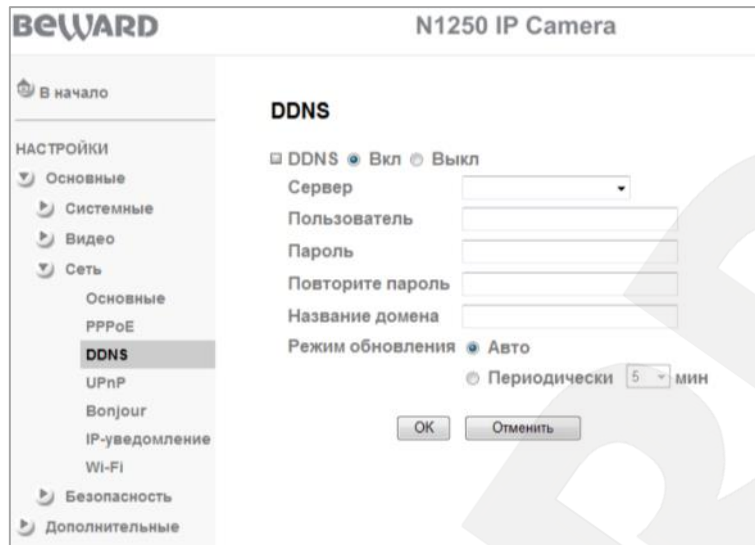 BEWARD
N1250 IP Camera
В начало
НАСТРОЙКИ
Основные
Системные
Видео
Сеть
Основные
PPPoE
DDNS
UPnP
Bonjour
IP-уведомление
Wi-Fi
Безопасность
Дополнительные
DDNS
DDNS Вкл Выкл
Сервер
Пользователь
Пароль
Повторите пароль
Название домена
Режим обновления Авто
Периодически 5 мин
OK Отменить